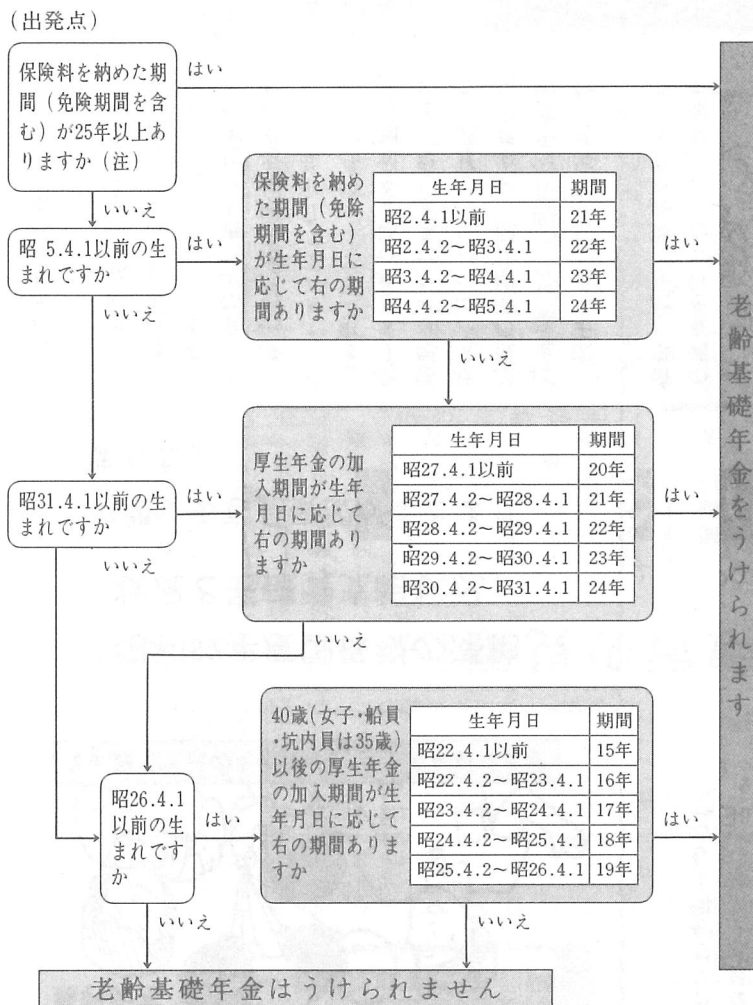 (出発点)
保険料を納めた期
間（免険期間を含
む）が25年以上あ
りますか（注）
はい
いいえ
昭 5.4.1以前の生
まれですか
はい
いいえ
保険料を納め
た期間（免除
期間を含む）
が生年月日に
応じて右の期
間ありますか
生年月日 期間
昭2.4.1以前 21年
昭2.4.2～昭3.4.1 22年
昭3.4.2～昭4.4.1 23年
昭4.4.2～昭5.4.1 24年
はい
いいえ
昭31.4.1以前の生
まれですか
はい
いいえ
厚生年金の加
入期間が生年
月日に応じて
右の期間あり
ますか
生年月日 期間
昭27.4.1以前 20年
昭27.4.2～昭28.4.1 21年
昭28.4.2～昭29.4.1 22年
昭29.4.2～昭30.4.1 23年
昭30.4.2～昭31.4.1 24年
はい
いいえ
昭26.4.1
以前の生
まれです
か
はい
いいえ
40歳(女子・船員
・坑内員は35歳)
以後の厚生年金
の加入期間が生
年月日に応じて
右の期間ありま
すか
生年月日 期間
昭22.4.1以前 15年
昭22.4.2～昭23.4.1 16年
昭23.4.2～昭24.4.1 17年
昭24.4.2～昭25.4.1 18年
昭25.4.2～昭26.4.1 19年
はい
いいえ
老齢基礎年金をうけられます
老齢基礎年金はうけられません